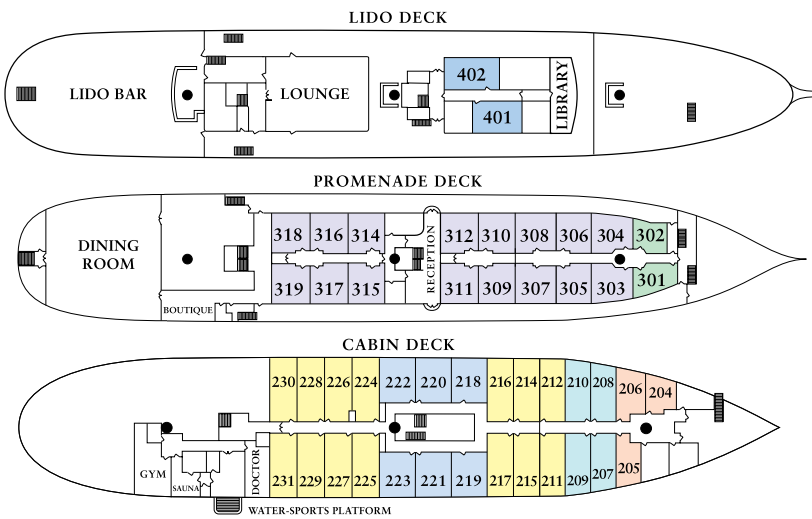 LIDO DECK
LIDO BAR
LOUNGE
402
401
LIBRARY
PROMENADE DECK
DINING
ROOM
BOUTIQUE
318 316 314
319 317 315
RECEPTION
312 310 308 306 304 302
311 309 307 305 303 301
CABIN DECK
230 228 226 224 222 220 218 216 214 212 210 208 206 204
GYM
SAUNA
DOCTOR
231 229 227 225 223 221 219 217 215 211 209 207 205
WATER-SPORTS PLATFORM